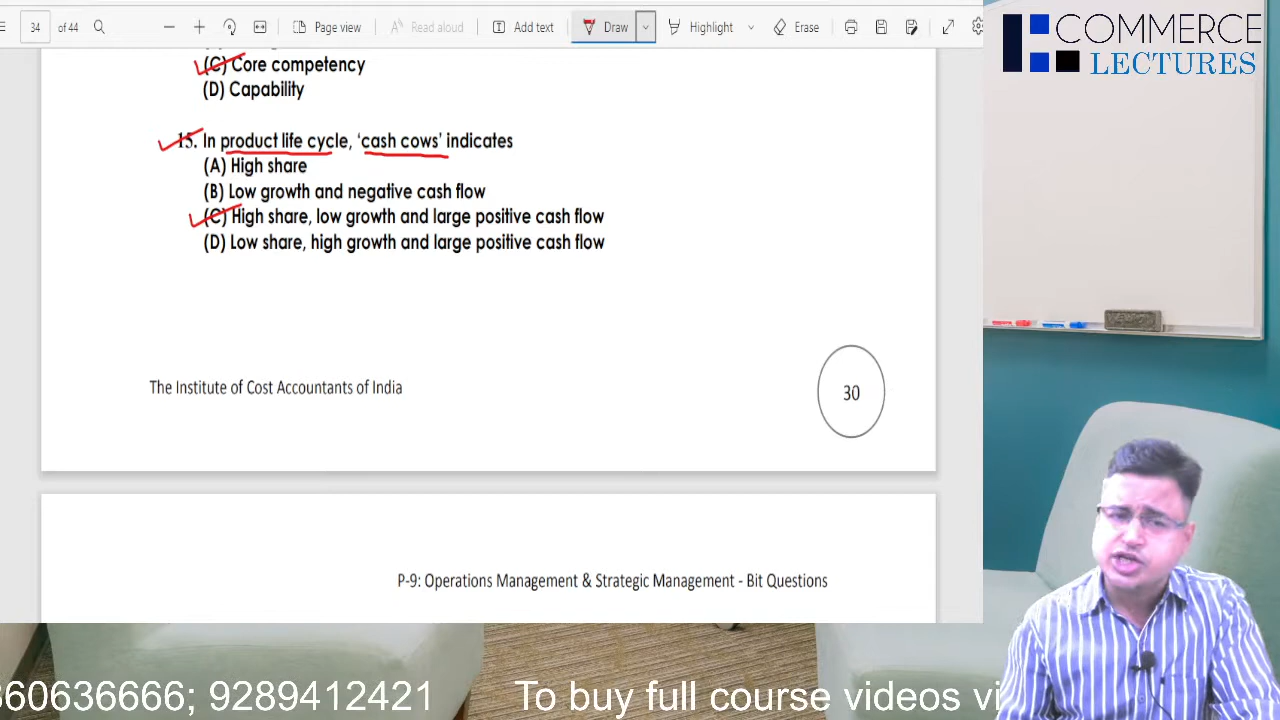 34 of 44 Page view Read aloud Add text Draw Highlight Erase
COMMERCE
LECTURES
(C) Core competency
(D) Capability
15. In product life cycle, ‘cash cows’ indicates
(A) High share
(B) Low growth and negative cash flow
(C) High share, low growth and large positive cash flow
(D) Low share, high growth and large positive cash flow
The Institute of Cost Accountants of India
30
P-9: Operations Management & Strategic Management - Bit Questions
660636666; 9289412421 To buy full course videos vi